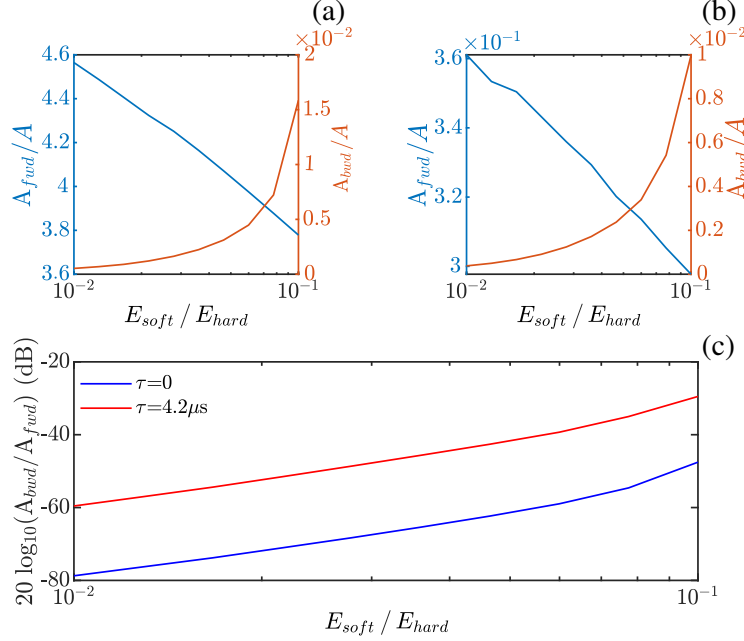 (a)
×10⁻²
4.6
4.4
4.2
4
3.8
3.6
A_fwd/A
2
1.5
1
0.5
0
A_bwd/A
10⁻² 10⁻¹
E_soft / E_hard
(b)
×10⁻¹
×10⁻²
3.6
3.4
3.2
3
A_fwd/A
1
0.8
0.6
0.4
0.2
0
A_bwd/A
10⁻² 10⁻¹
E_soft / E_hard
(c)
-20
-40
-60
-80
20 log₁₀(A_bwd/A_fwd) (dB)
τ=0
τ=4.2μs
10⁻² 10⁻¹
E_soft / E_hard